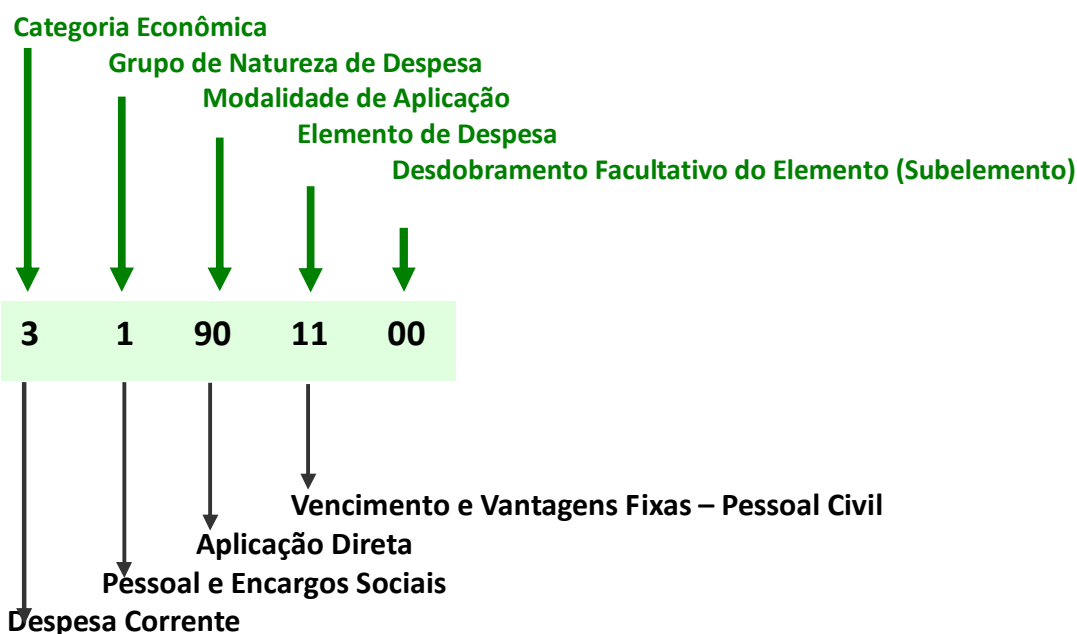 Categoria Econômica
Grupo de Natureza de Despesa
Modalidade de Aplicação
Elemento de Despesa
Desdobramento Facultativo do Elemento (Subelemento)
3 1 90 11 00
Vencimento e Vantagens Fixas – Pessoal Civil
Aplicação Direta
Pessoal e Encargos Sociais
Despesa Corrente